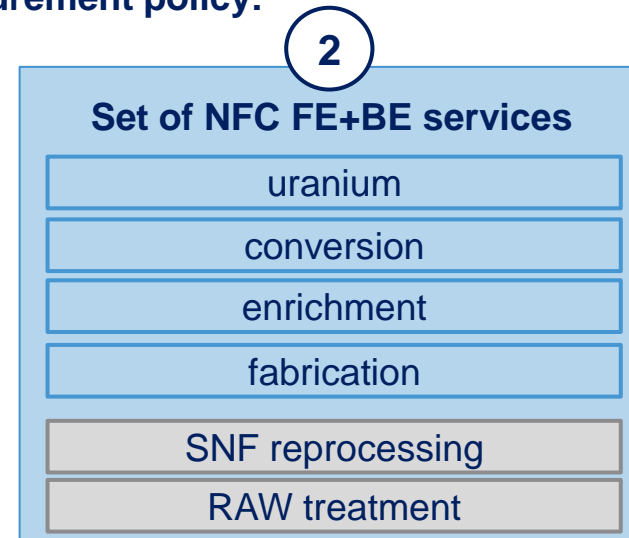 urement policy:
2
Set of NFC FE+BE services
uranium
conversion
enrichment
fabrication
SNF reprocessing
RAW treatment